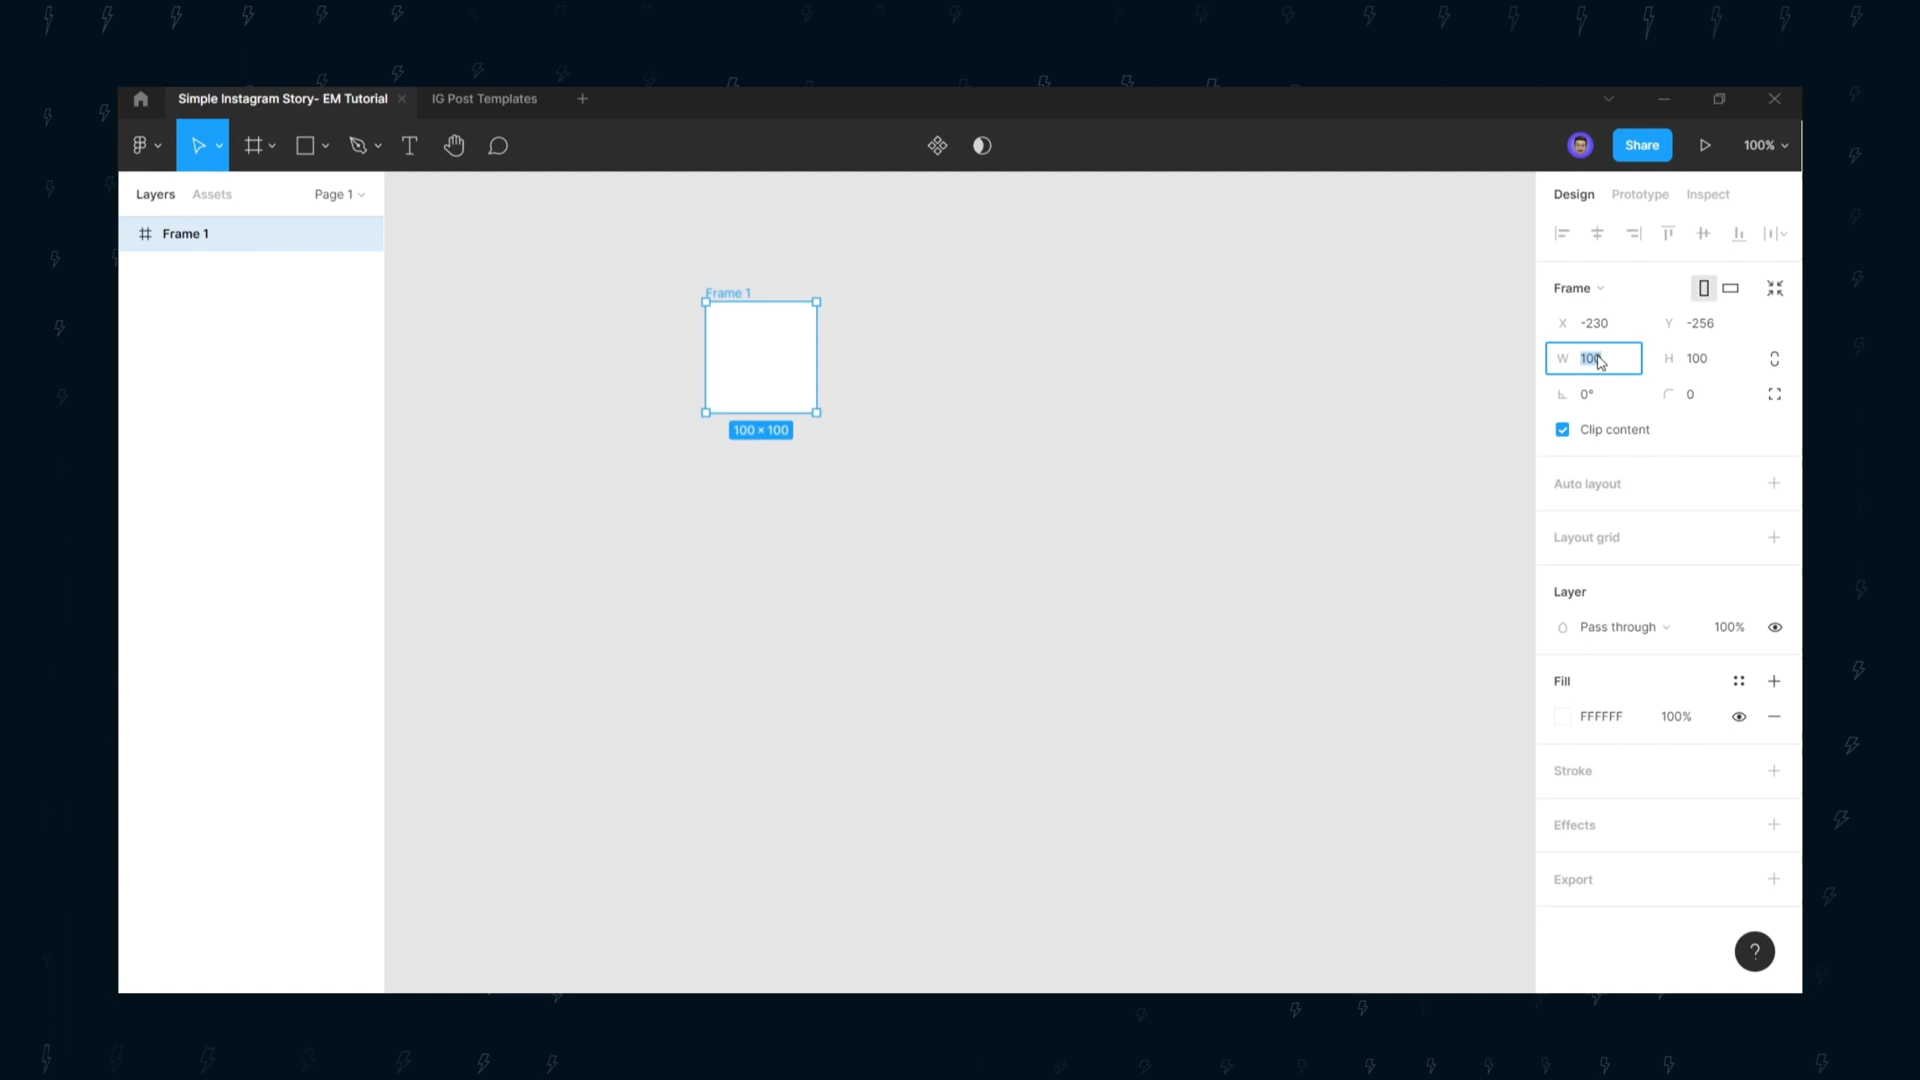 Simple Instagram Story- EM Tutorial
IG Post Templates
Share
100%
Layers Assets Page 1
Frame 1
Frame 1
100 × 100
Design Prototype Inspect
Frame
X -230 Y -256
W 100 H 100
0° 0
Clip content
Auto layout
Layout grid
Layer
Pass through 100%
Fill
FFFFFF 100%
Stroke
Effects
Export
?